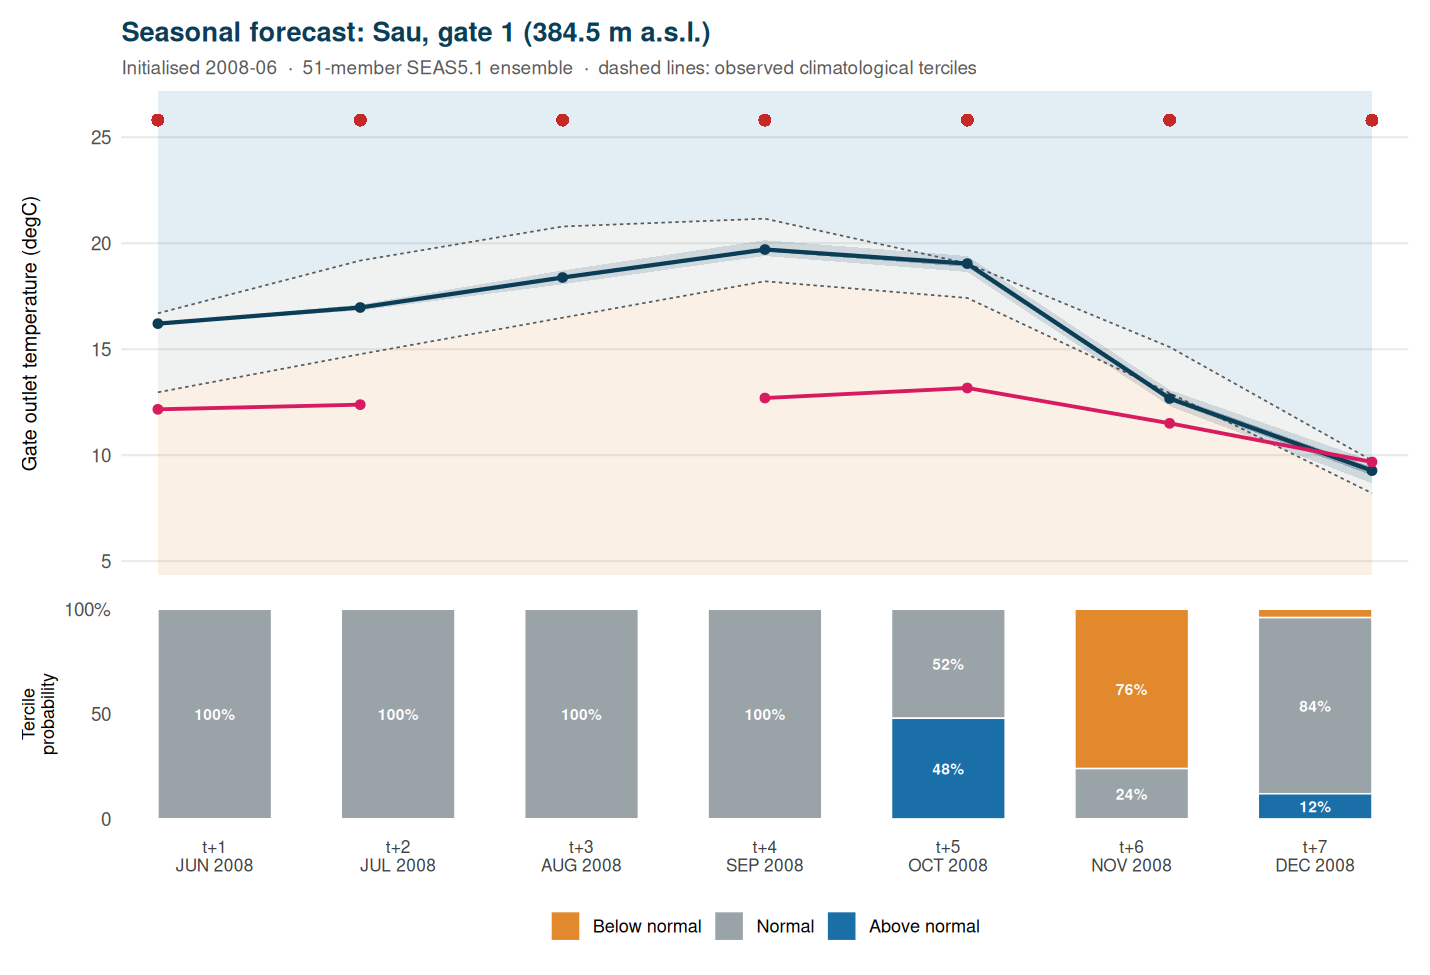 Seasonal forecast: Sau, gate 1 (384.5 m a.s.l.)
Initialised 2008-06 · 51-member SEAS5.1 ensemble · dashed lines: observed climatological terciles
Gate outlet temperature (degC)
25
20
15
10
5
Tercile
probability
100%
50
0
100%
100%
100%
100%
52%
48%
76%
24%
84%
12%
t+1
JUN 2008
t+2
JUL 2008
t+3
AUG 2008
t+4
SEP 2008
t+5
OCT 2008
t+6
NOV 2008
t+7
DEC 2008
Below normal
Normal
Above normal